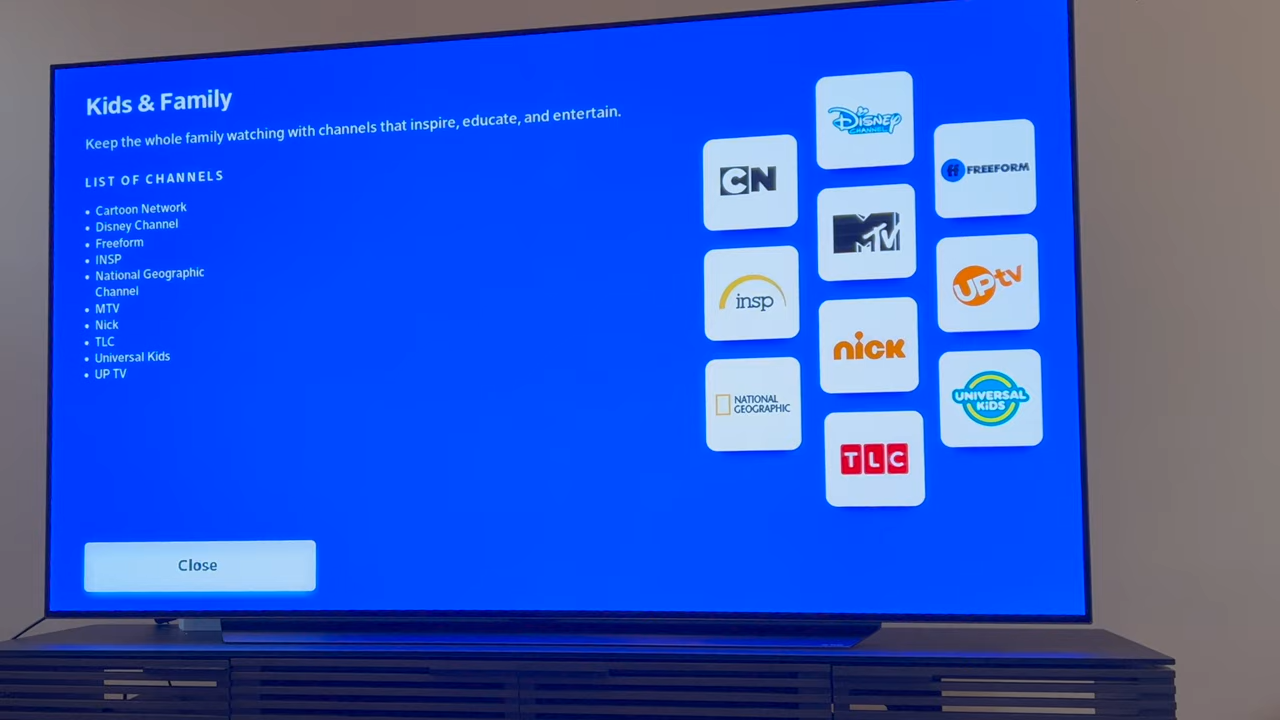 Kids & Family
Keep the whole family watching with channels that inspire, educate, and entertain.
LIST OF CHANNELS
• Cartoon Network
• Disney Channel
• Freeform
• INSP
• National Geographic
Channel
• MTV
• Nick
• TLC
• Universal Kids
• UP TV
Close
CN
insp
NATIONAL
GEOGRAPHIC
DISNEY
CHANNEL
MTV
nick
TLC
FREEFORM
UPtv
UNIVERSAL
KiDS